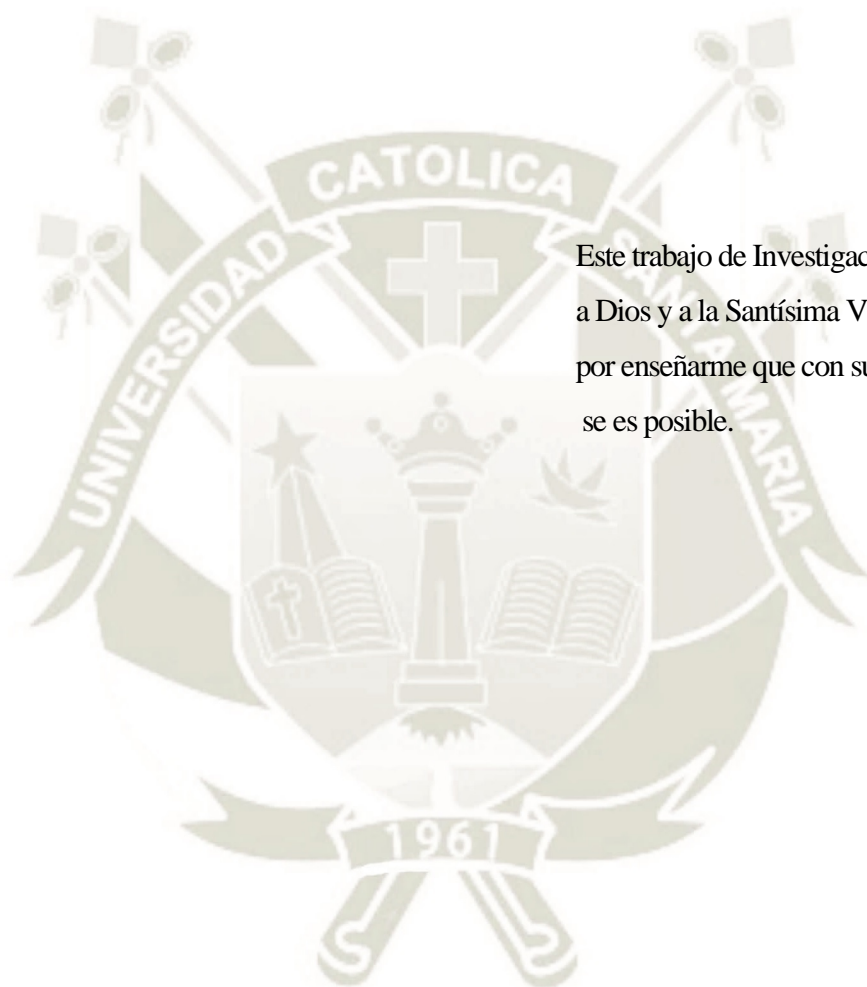 UNIVERSIDAD CATOLICA SANTA MARIA
Este trabajo de Investigac
a Dios y a la Santísima V
por enseñarme que con su
se es posible.
1961